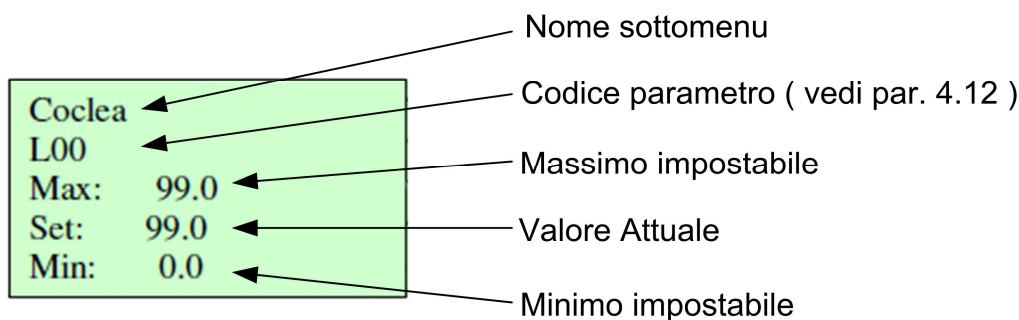 Nome sottomenu
Coclea
Codice parametro ( vedi par. 4.12 )
L00
Massimo impostabile
Max: 99.0
Set: 99.0
Valore Attuale
Min: 0.0
Minimo impostabile